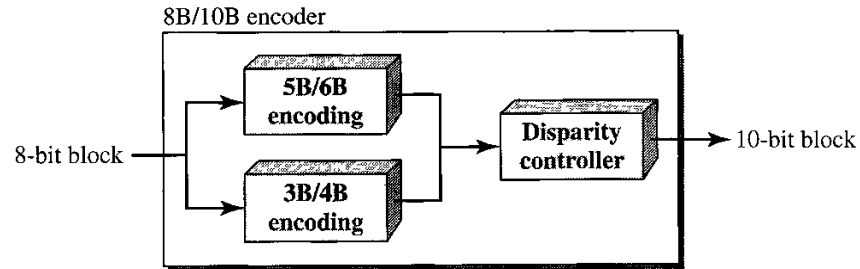 8B/10B encoder
5B/6B
encoding
8-bit block
3B/4B
encoding
Disparity
controller
10-bit block